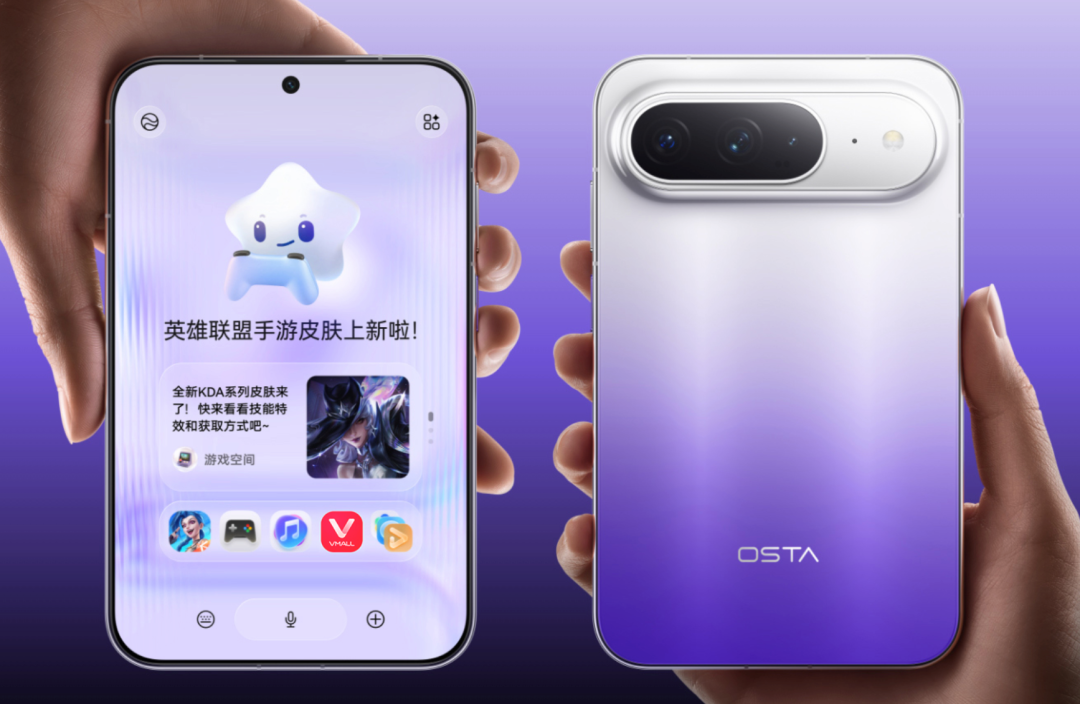 英雄联盟手游皮肤上新啦!
全新KDA系列皮肤来
了! 快来看看技能特
效和获取方式吧~
游戏空间
VMALL
OSTA